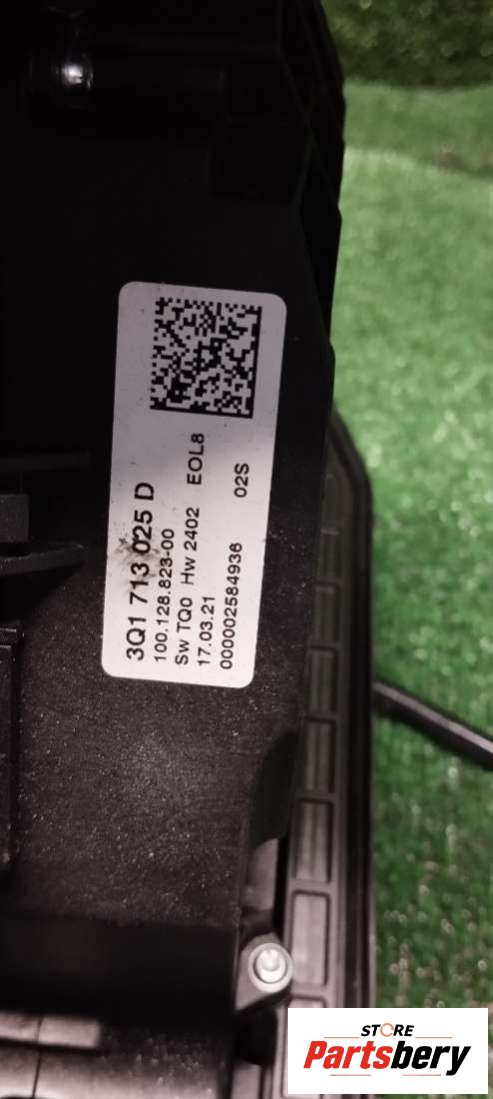 3Q1 713 025 D
100.128.823-00
Sw TQ0 Hw 2402 EOL8
17.03.21
000002584936 02S
STORE
Partsbery